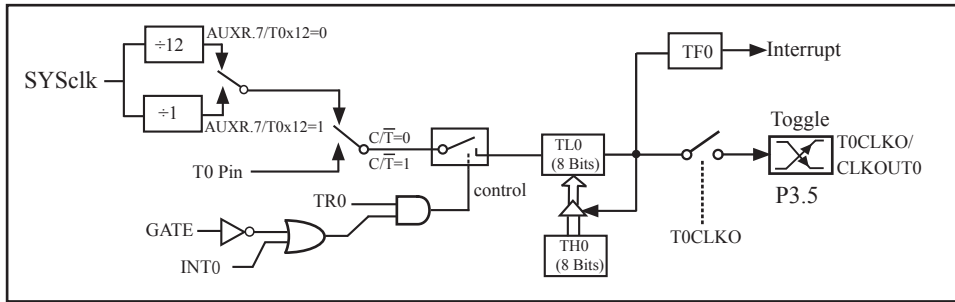 AUXR.7/T0x12=0
÷12
SYSclk
÷1
AUXR.7/T0x12=1
T0 Pin
C/T̅=0
C/T̅=1
TR0
GATE
INT0
control
TL0
(8 Bits)
TH0
(8 Bits)
TF0
Interrupt
T0CLKO
Toggle
T0CLKO/
CLKOUT0
P3.5